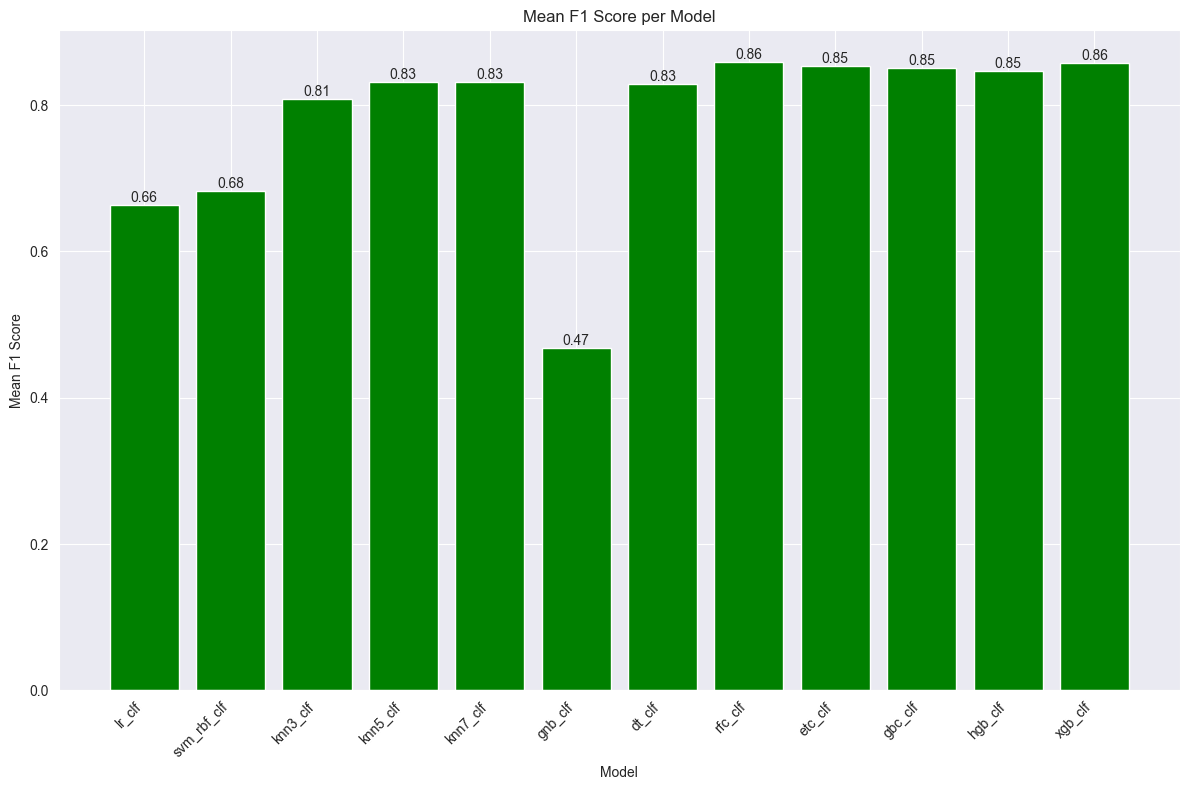 Mean F1 Score per Model
Mean F1 Score
0.8
0.6
0.4
0.2
0.0
0.66
0.68
0.81
0.83
0.83
0.47
0.83
0.86
0.85
0.85
0.85
0.86
lr_clf
svm_rbf_clf
knn3_clf
knn5_clf
knn7_clf
gnb_clf
dt_clf
rfc_clf
etc_clf
gbc_clf
hgb_clf
xgb_clf
Model